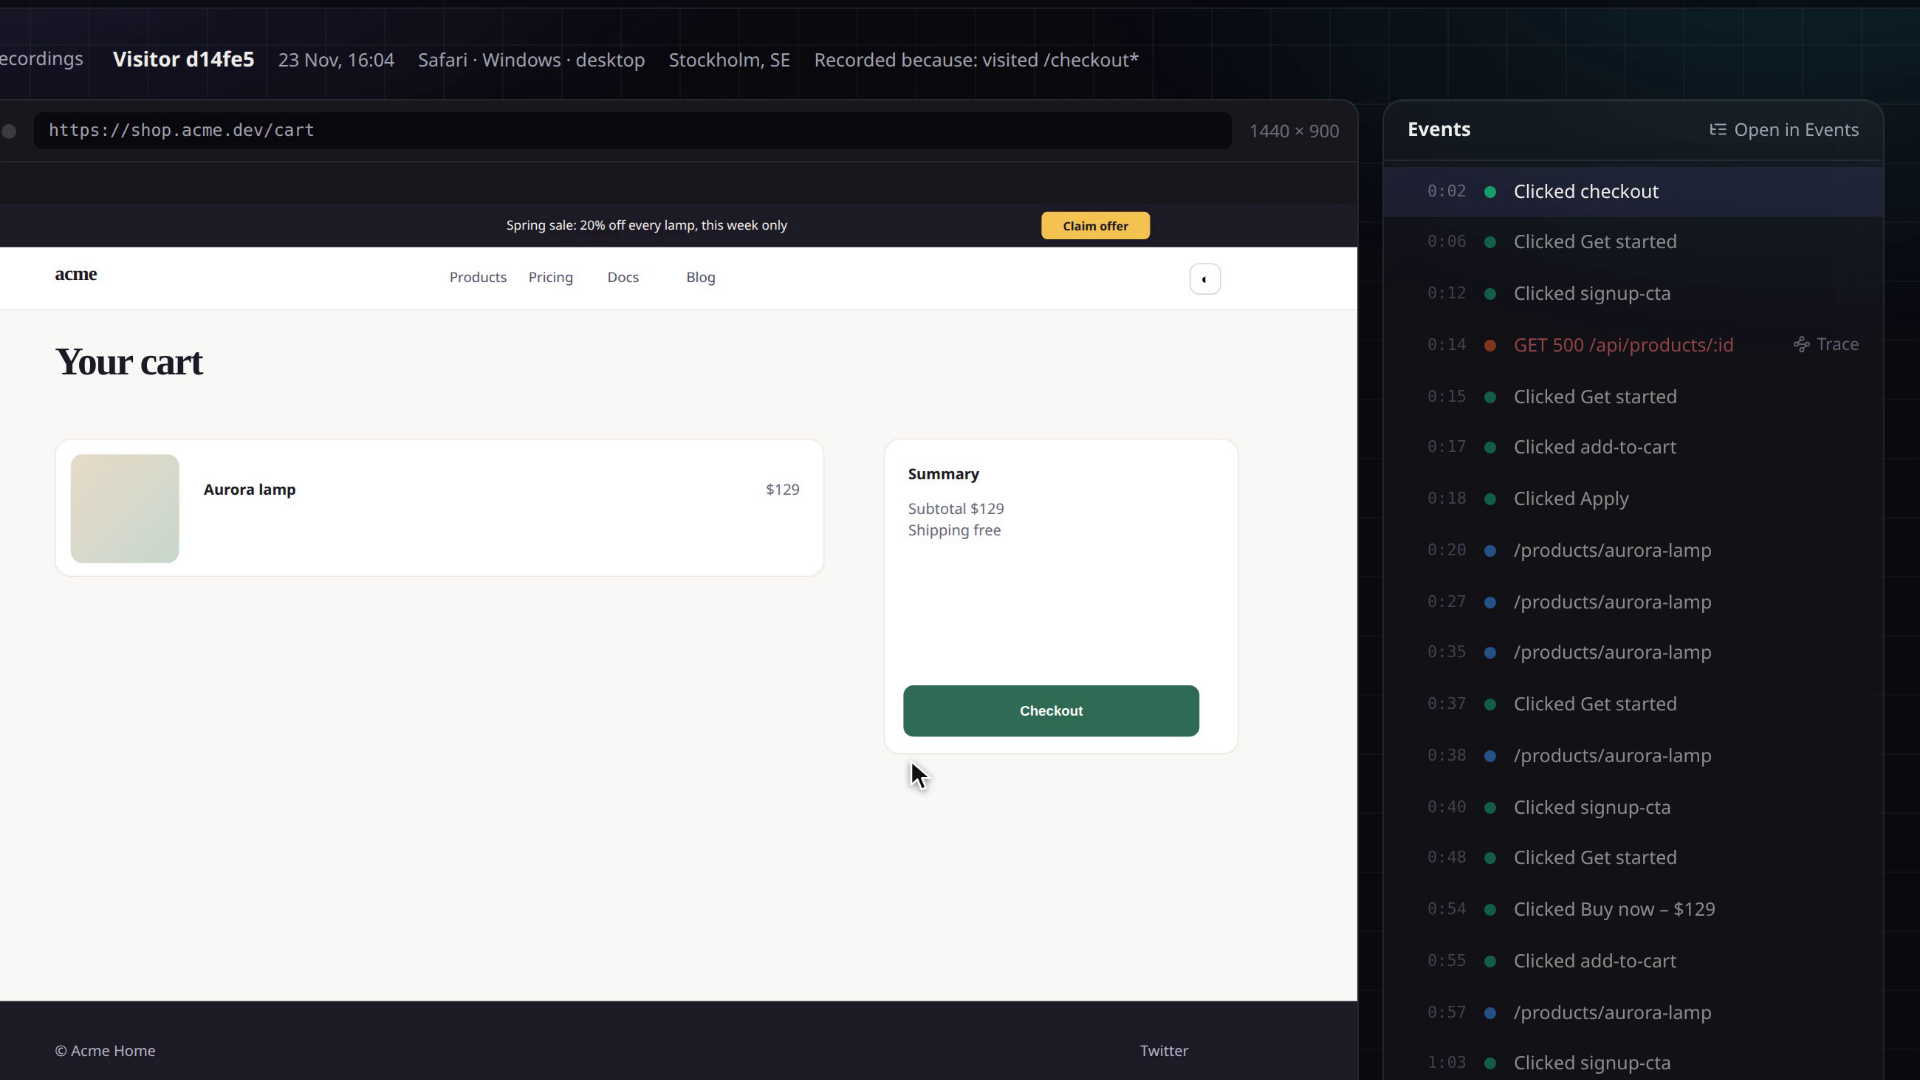 ecordings Visitor d14fe5 23 Nov, 16:04 Safari · Windows · desktop Stockholm, SE Recorded because: visited /checkout*
https://shop.acme.dev/cart 1440 × 900
Spring sale: 20% off every lamp, this week only Claim offer
acme Products Pricing Docs Blog
Your cart
Aurora lamp $129
Summary
Subtotal $129
Shipping free
Checkout
© Acme Home Twitter
Events Open in Events
0:02 Clicked checkout
0:06 Clicked Get started
0:12 Clicked signup-cta
0:14 GET 500 /api/products/:id Trace
0:15 Clicked Get started
0:17 Clicked add-to-cart
0:18 Clicked Apply
0:20 /products/aurora-lamp
0:27 /products/aurora-lamp
0:35 /products/aurora-lamp
0:37 Clicked Get started
0:38 /products/aurora-lamp
0:40 Clicked signup-cta
0:48 Clicked Get started
0:54 Clicked Buy now – $129
0:55 Clicked add-to-cart
0:57 /products/aurora-lamp
1:03 Clicked signup-cta